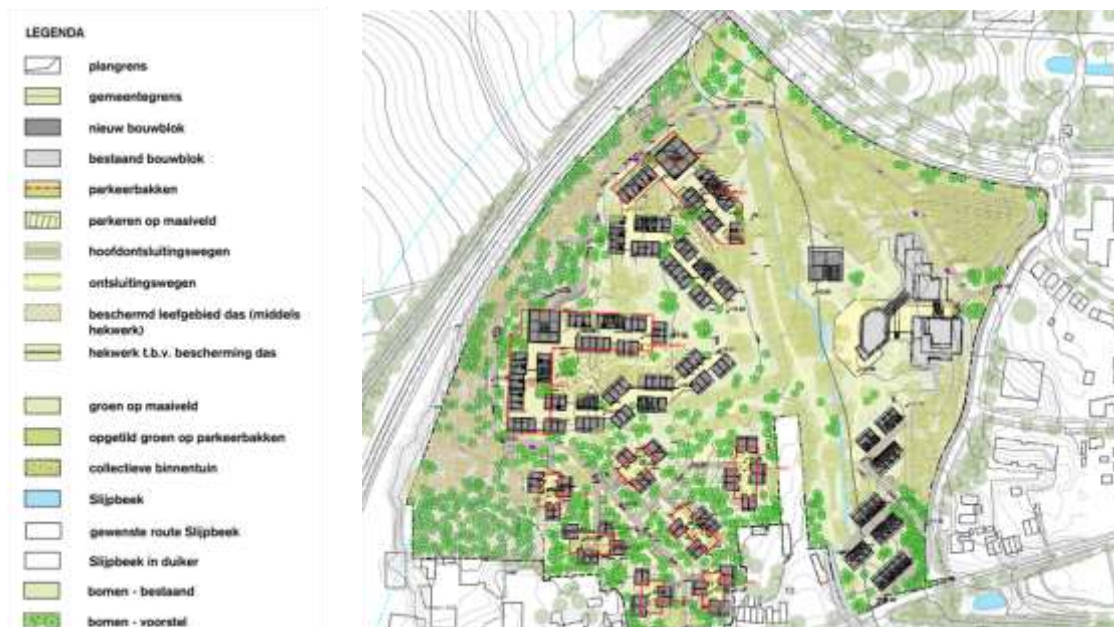 LEGENDA
plangrens
gemeentegrens
nieuw bouwblok
bestaand bouwblok
parkeerbakken
parkeren op maaiveld
hoofdontsluitingswegen
ontsluitingswegen
beschermd leefgebied das (middels
hekwerk)
hekwerk t.b.v. bescherming das
groen op maaiveld
opgetild groen op parkeerbakken
collectieve binnentuin
Slijpbeek
gewenste route Slijpbeek
Slijpbeek in duiker
bomen - bestaand
bomen - voorstel